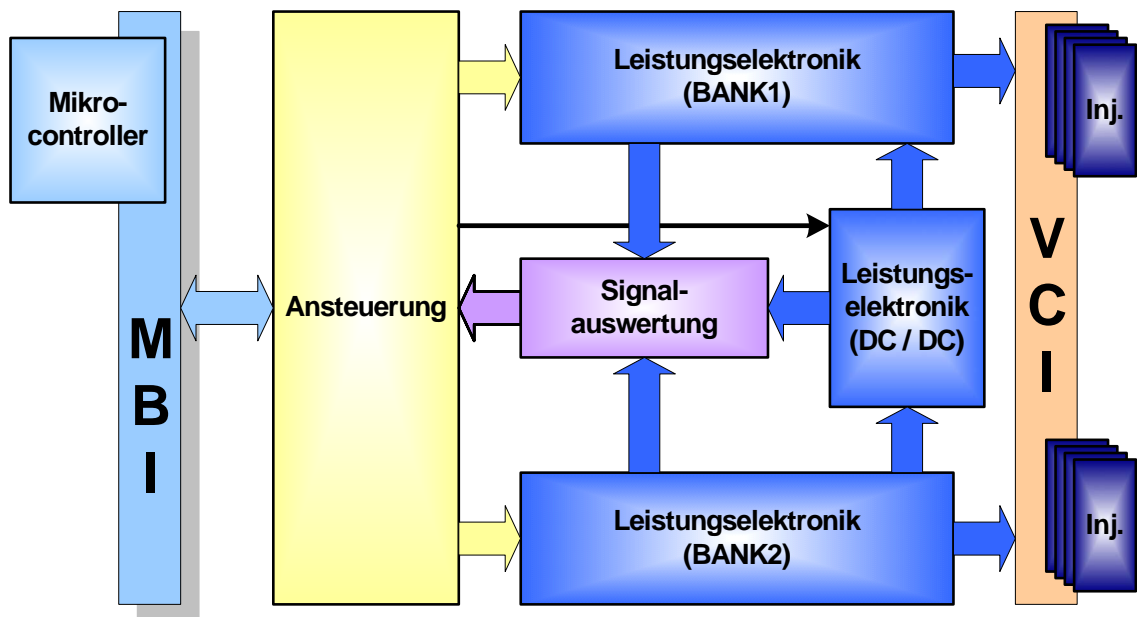 Mikro-
controller
M
B
I
Ansteuerung
Leistungselektronik
(BANK1)
Signal-
auswertung
Leistungs-
elektronik
(DC / DC)
Leistungselektronik
(BANK2)
V
C
I
Inj.
Inj.